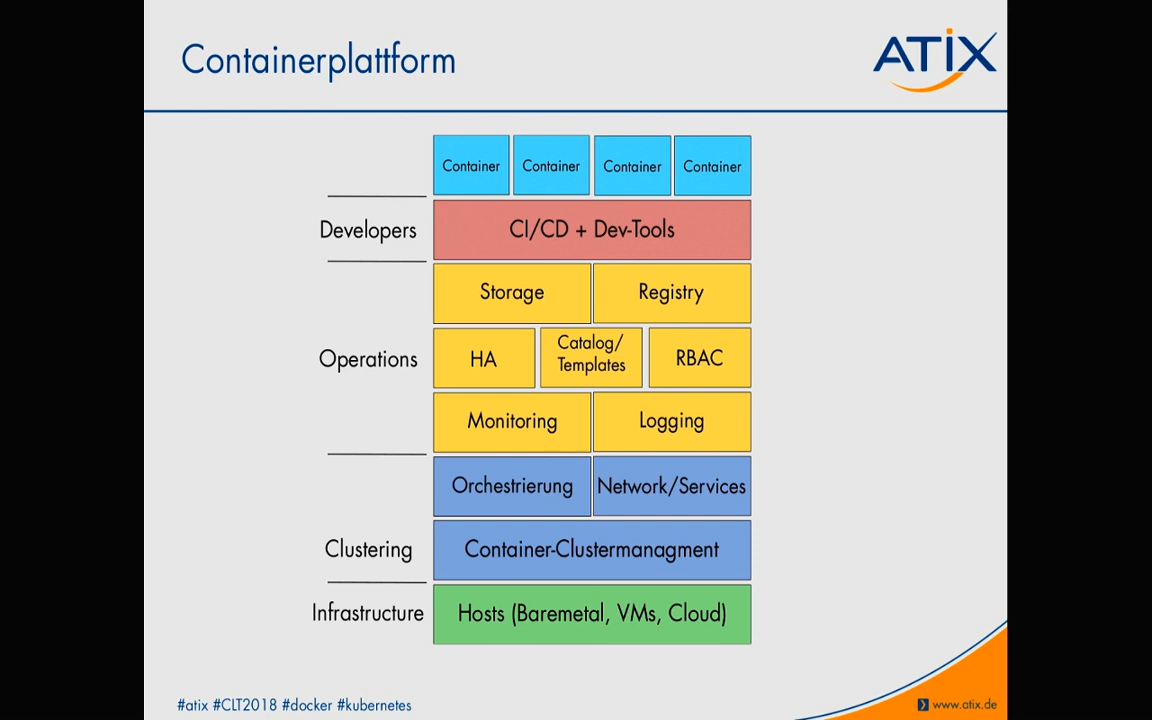 Containerplattform
ATIX
Container Container Container Container
Developers
CI/CD + Dev-Tools
Storage Registry
Operations
HA
Catalog/
Templates
RBAC
Monitoring Logging
Orchestrierung Network/Services
Clustering
Container-Clustermanagment
Infrastructure
Hosts (Baremetal, VMs, Cloud)
#atix #CLT2018 #docker #kubernetes
www.atix.de